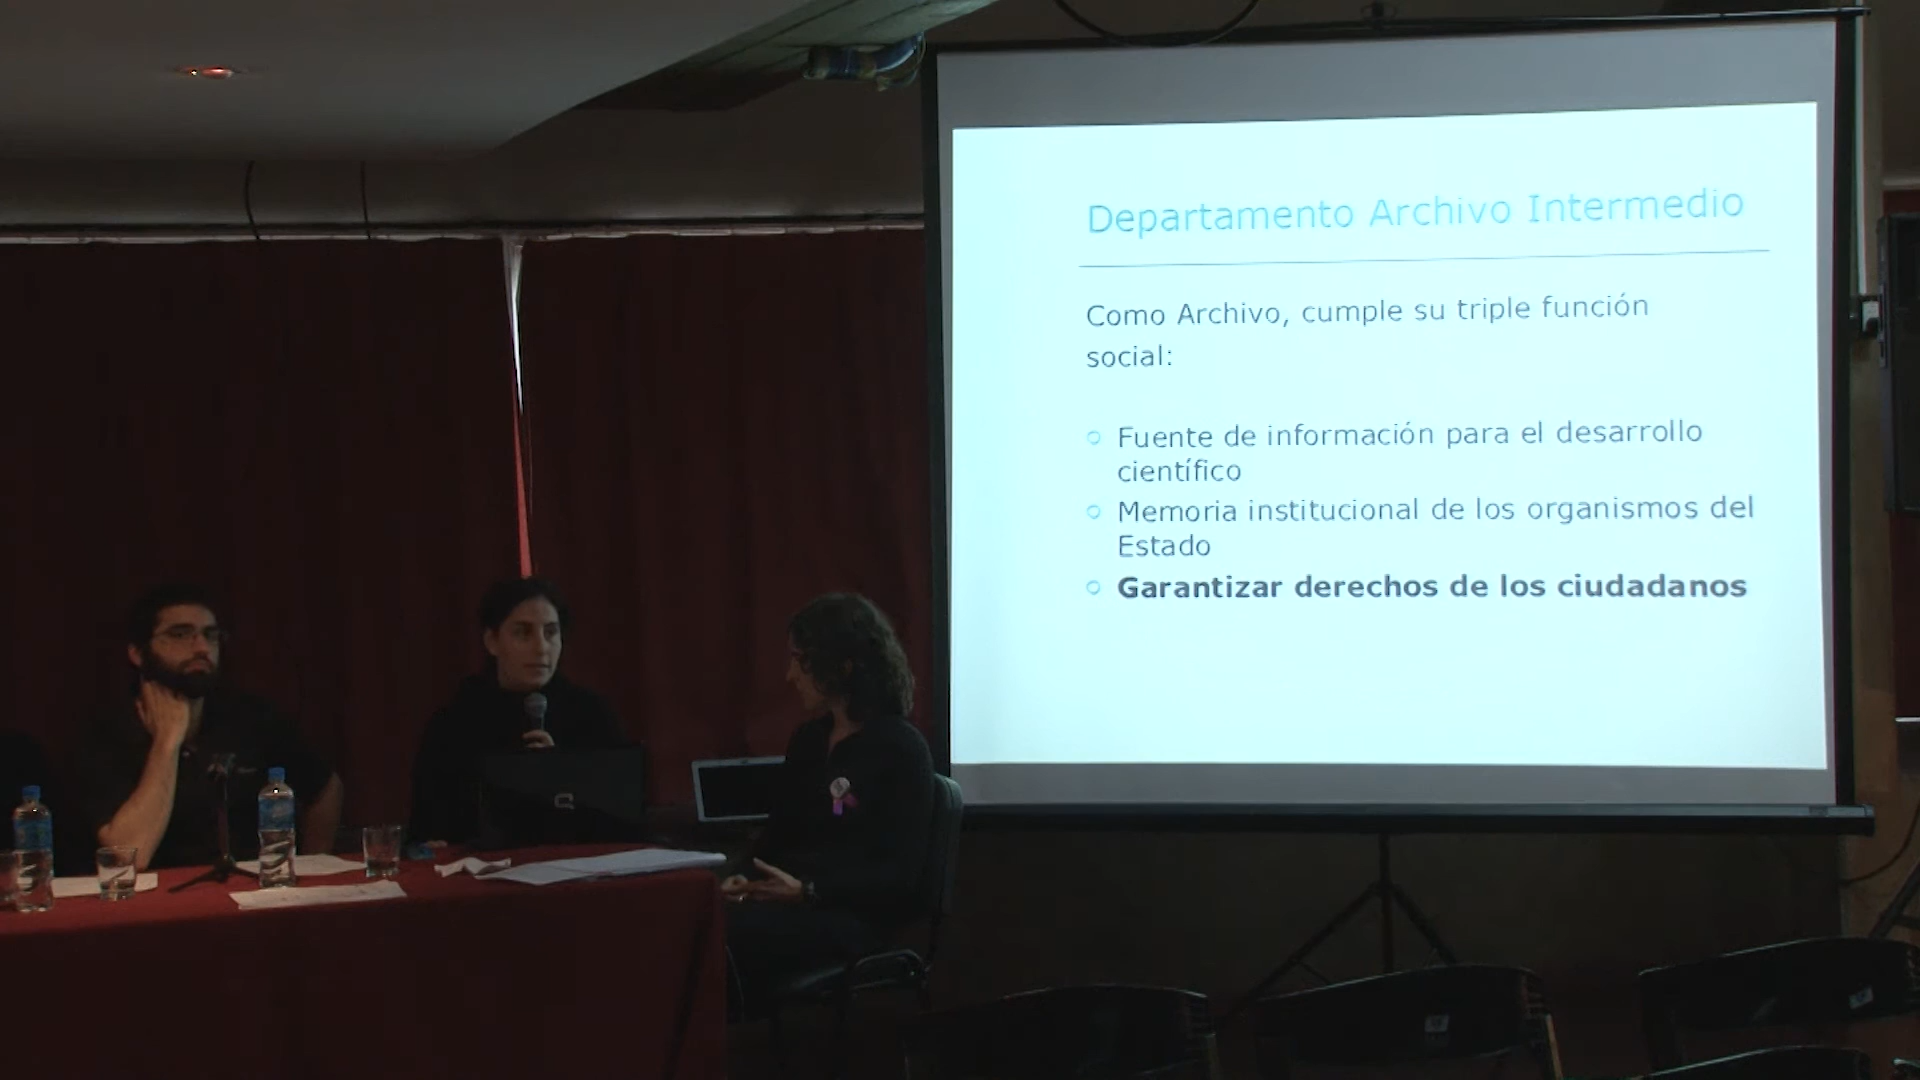 Departamento Archivo Intermedio
Como Archivo, cumple su triple función
social:
Fuente de información para el desarrollo
científico
Memoria institucional de los organismos del
Estado
Garantizar derechos de los ciudadanos